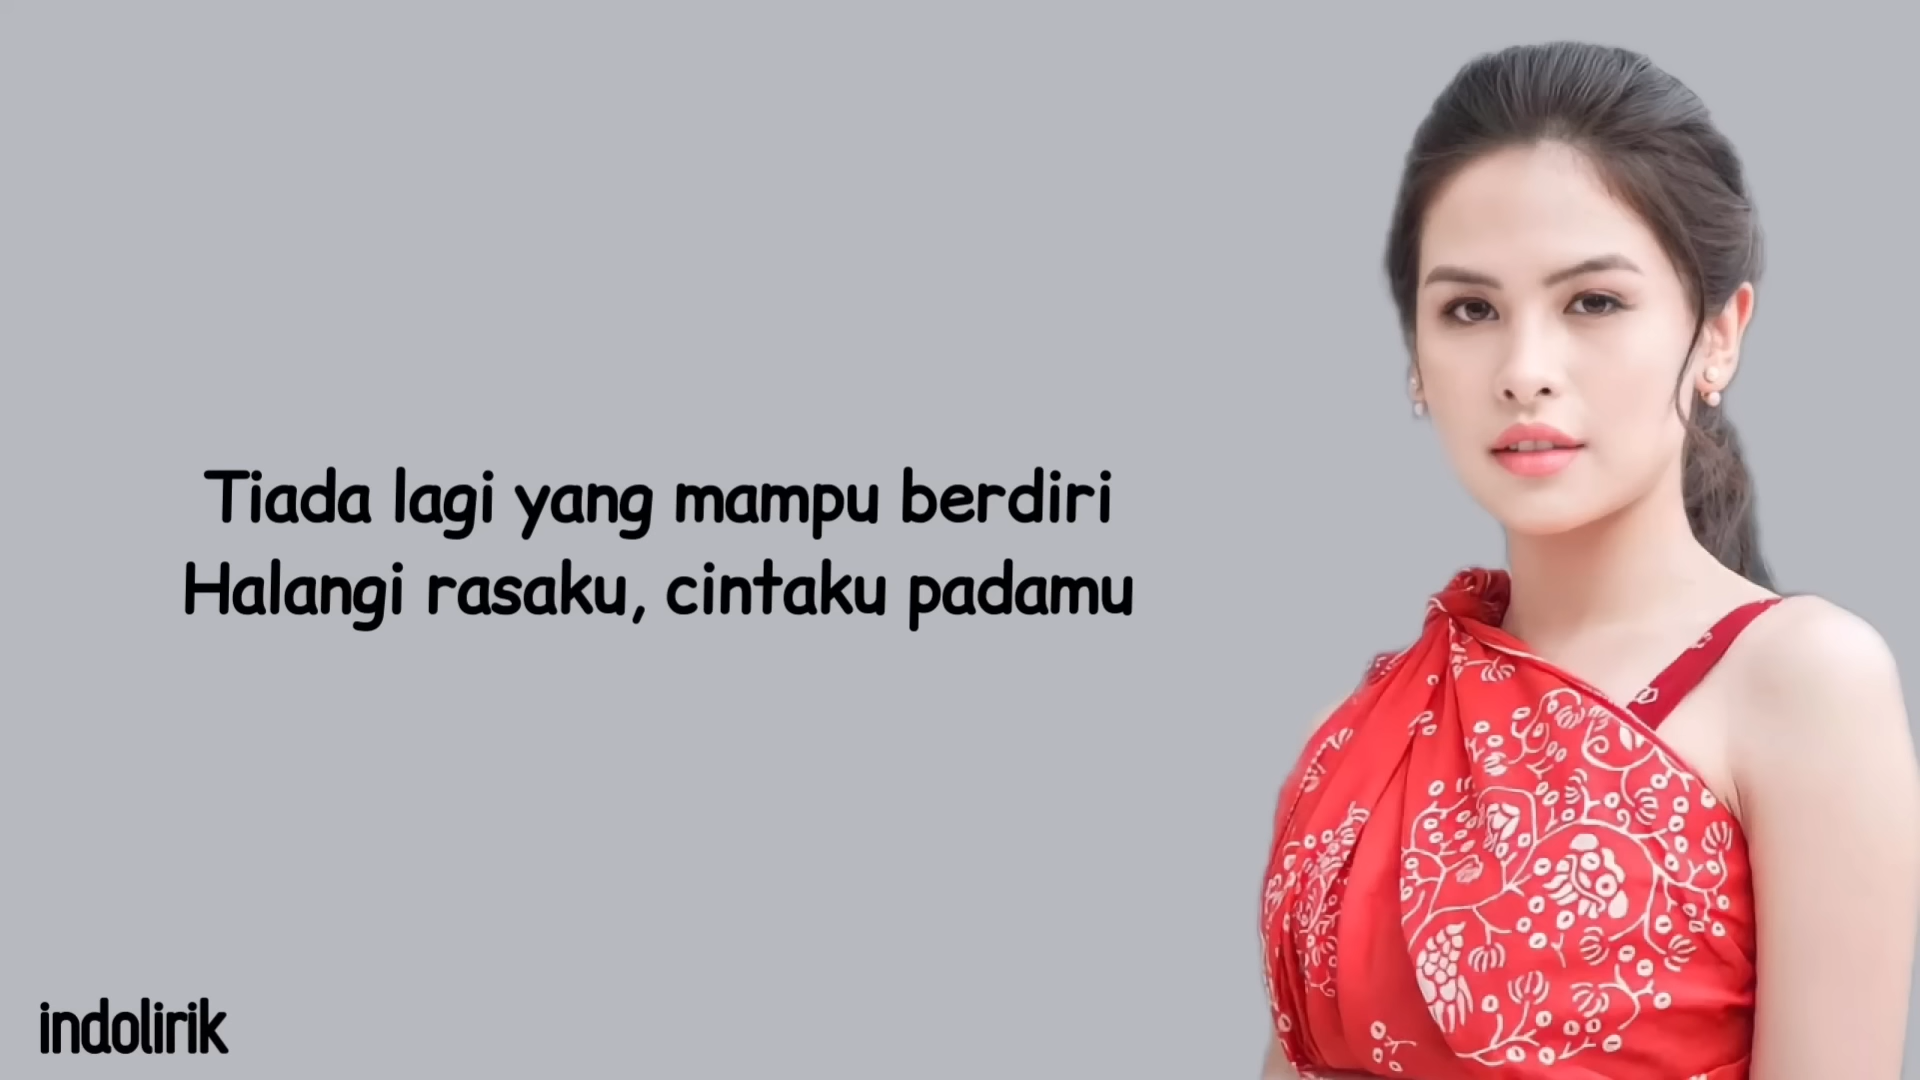 Tiada lagi yang mampu berdiri
Halangi rasaku, cintaku padamu
indolirik